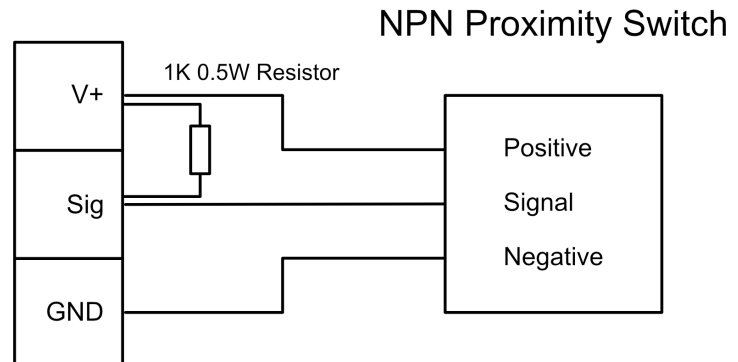 NPN Proximity Switch
1K 0.5W Resistor
V+
Sig
GND
Positive
Signal
Negative